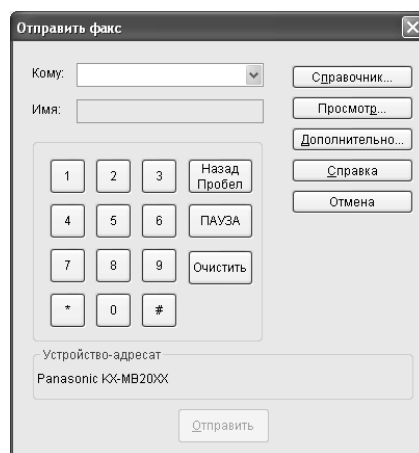 Отправить факс
Кому:
Имя:
Справочник...
Просмотр...
Дополнительно...
Справка
Отмена
1 2 3 Назад Пробел
4 5 6 ПАУЗА
7 8 9 Очистить
* 0 #
Устройство-адресат
Panasonic KX-MB20XX
Отправить